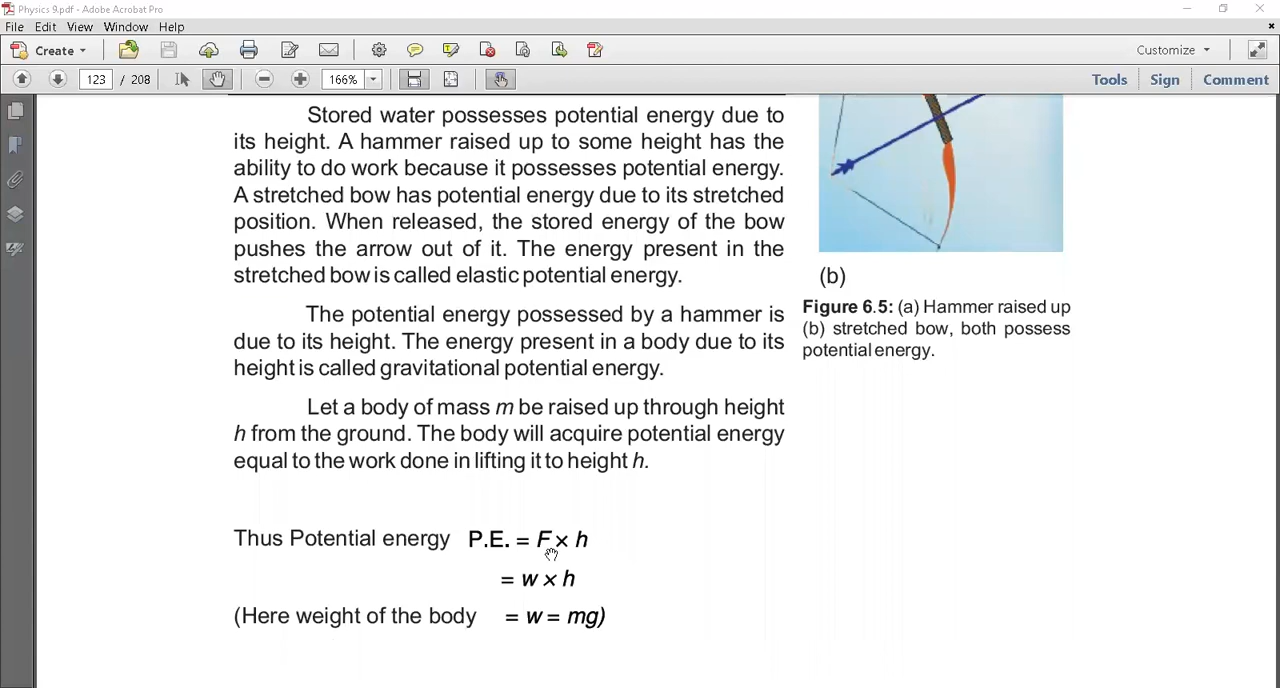 Physics 9.pdf - Adobe Acrobat Pro
File Edit View Window Help
Create
Customize
123 / 208
166%
Tools Sign Comment
Stored water possesses potential energy due to
its height. A hammer raised up to some height has the
ability to do work because it possesses potential energy.
A stretched bow has potential energy due to its stretched
position. When released, the stored energy of the bow
pushes the arrow out of it. The energy present in the
stretched bow is called elastic potential energy.
The potential energy possessed by a hammer is
due to its height. The energy present in a body due to its
height is called gravitational potential energy.
Let a body of mass m be raised up through height
h from the ground. The body will acquire potential energy
equal to the work done in lifting it to height h.
Thus Potential energy P.E. = F × h
= w × h
(Here weight of the body = w = mg)
(b)
Figure 6.5: (a) Hammer raised up
(b) stretched bow, both possess
potential energy.